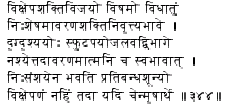 विक्षेपशक्तिविजयो विषमो विधातुं
निःशेषमावरणशक्तिनिवृत्त्यभावे ।
दृग्दृश्ययोः स्फुटपयोजलवद्विभागे
नश्येत्तदावरणमात्मनि च स्वभावात् ।
निःसंशयेन भवति प्रतिबन्धशून्यो
विक्षेपणं नहिं तदा यदि चेन्मृषार्थे ॥ ३४४॥